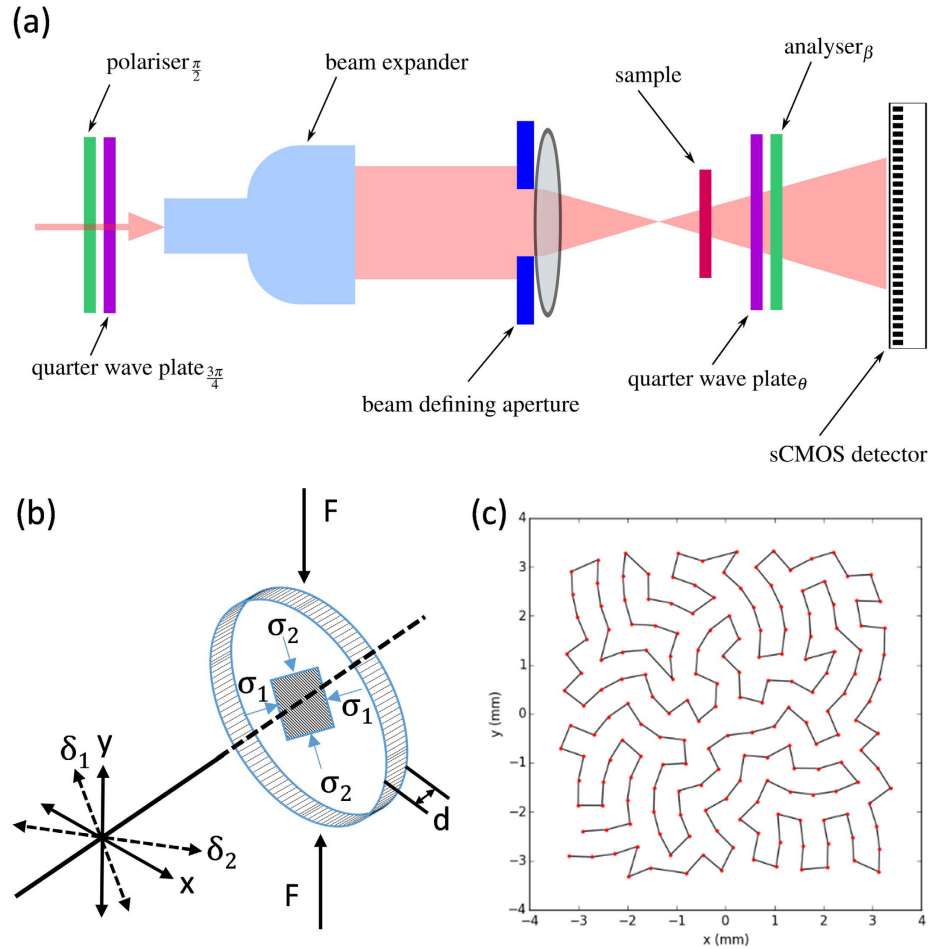 (a)
polariser π/2
beam expander
sample
analyser β
quarter wave plate 3π/4
beam defining aperture
quarter wave plate θ
sCMOS detector
(b)
F
σ2
σ1
σ1
σ2
d
δ1
y
δ2
x
F
(c)
4
3
2
1
0
−1
−2
−3
−4
y (mm)
−4 −3 −2 −1 0 1 2 3 4
x (mm)